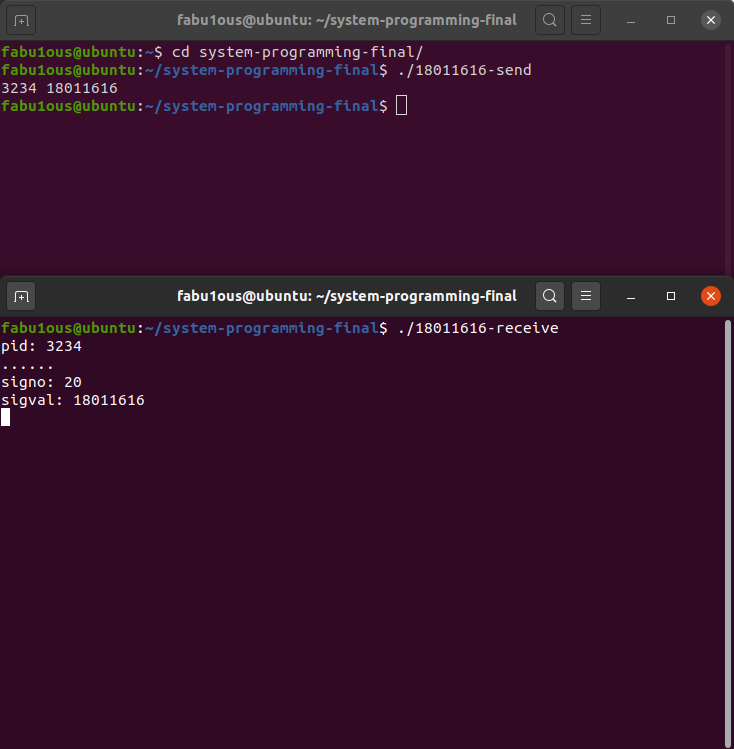 fabu1ous@ubuntu: ~/system-programming-final
fabu1ous@ubuntu:~$ cd system-programming-final/
fabu1ous@ubuntu:~/system-programming-final$ ./18011616-send
3234 18011616
fabu1ous@ubuntu:~/system-programming-final$
fabu1ous@ubuntu: ~/system-programming-final
fabu1ous@ubuntu:~/system-programming-final$ ./18011616-receive
pid: 3234
......
signo: 20
sigval: 18011616